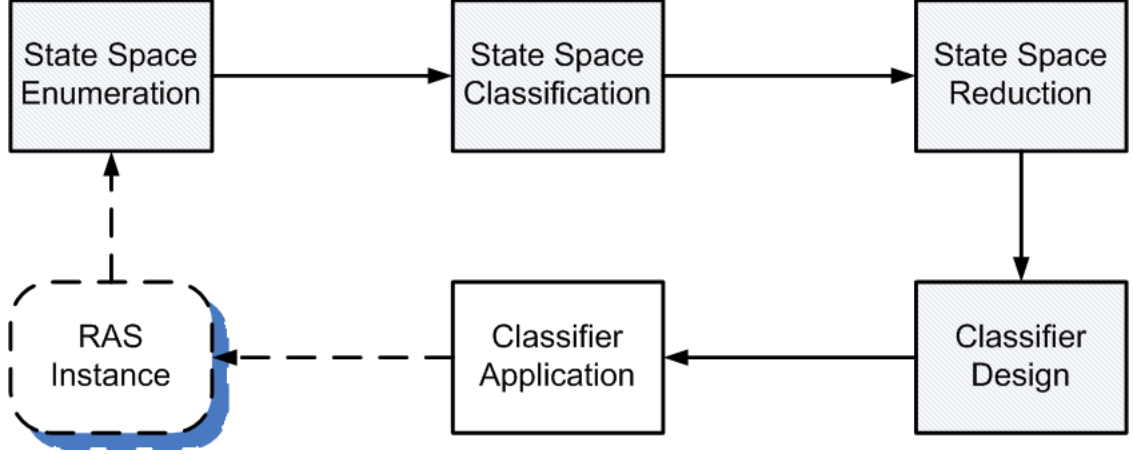 State Space
Enumeration
State Space
Classification
State Space
Reduction
RAS
Instance
Classifier
Application
Classifier
Design